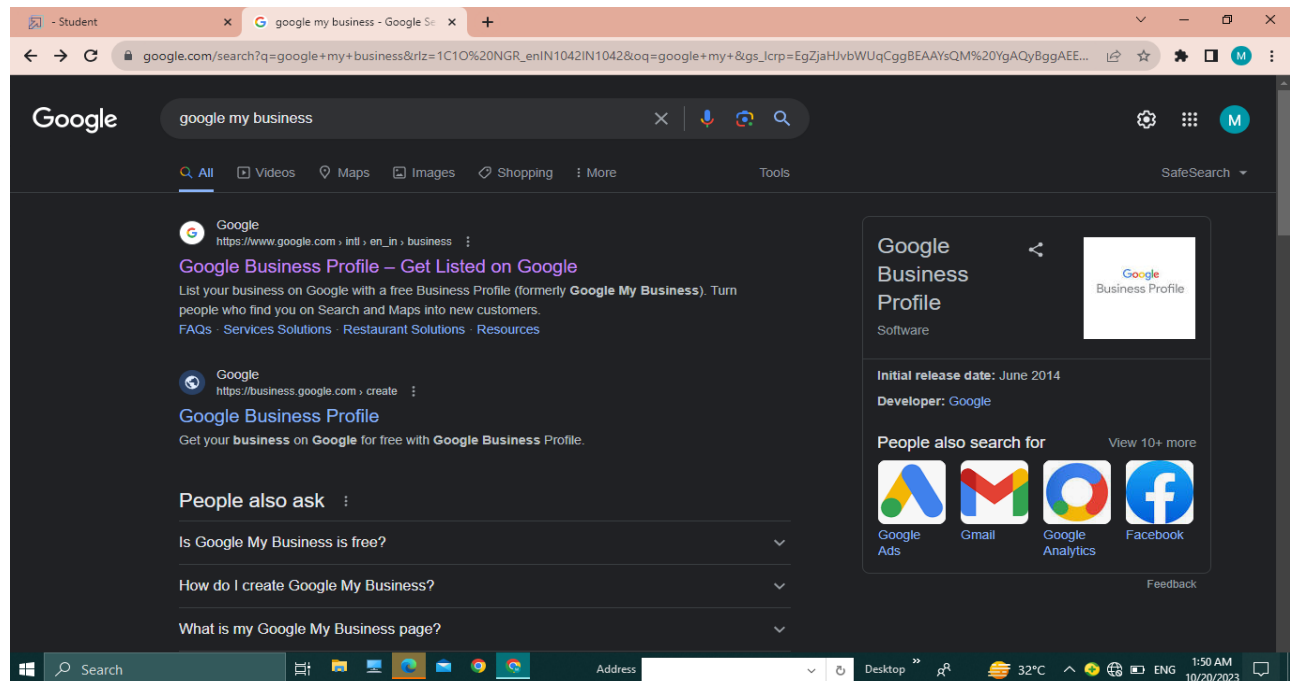 - Student
google my business - Google Se
google.com/search?q=google+my+business&rlz=1C1O%20NGR_enIN1042IN1042&oq=google+my+&gs_lcrp=EgZjaHJvbWUqCggBEAAYsQM%20YgAQyBggAEE...
M
Google
google my business
M
All
Videos
Maps
Images
Shopping
More
Tools
SafeSearch
Google
https://www.google.com › intl › en_in › business
Google Business Profile – Get Listed on Google
List your business on Google with a free Business Profile (formerly Google My Business). Turn
people who find you on Search and Maps into new customers.
FAQs · Services Solutions · Restaurant Solutions · Resources
Google
https://business.google.com › create
Google Business Profile
Get your business on Google for free with Google Business Profile.
People also ask
Is Google My Business is free?
How do I create Google My Business?
What is my Google My Business page?
Google
Business
Profile
Software
Google
Business Profile
Initial release date: June 2014
Developer: Google
People also search for
View 10+ more
Google
Ads
Gmail
Google
Analytics
Facebook
Feedback
Search
Address
Desktop
32°C
ENG
1:50 AM
10/20/2023